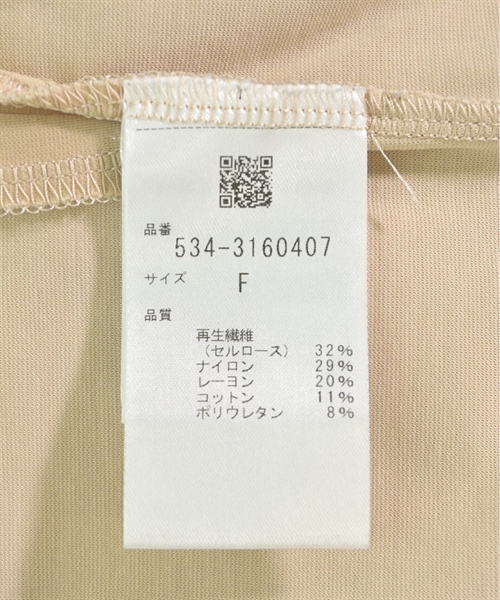 品番
534-3160407
サイズ F
品質
再生繊維
（セルロース） 32%
ナイロン 29%
レーヨン 20%
コットン 11%
ポリウレタン 8%